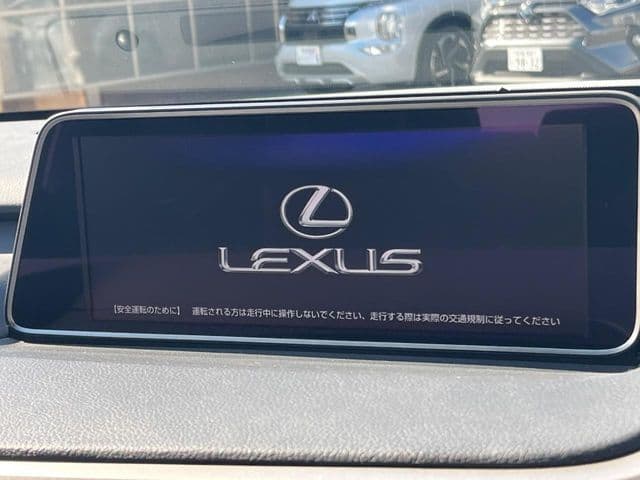 LEXUS
【安全運転のために】 運転される方は走行中に操作しないでください、走行する際は実際の交通規制に従ってください